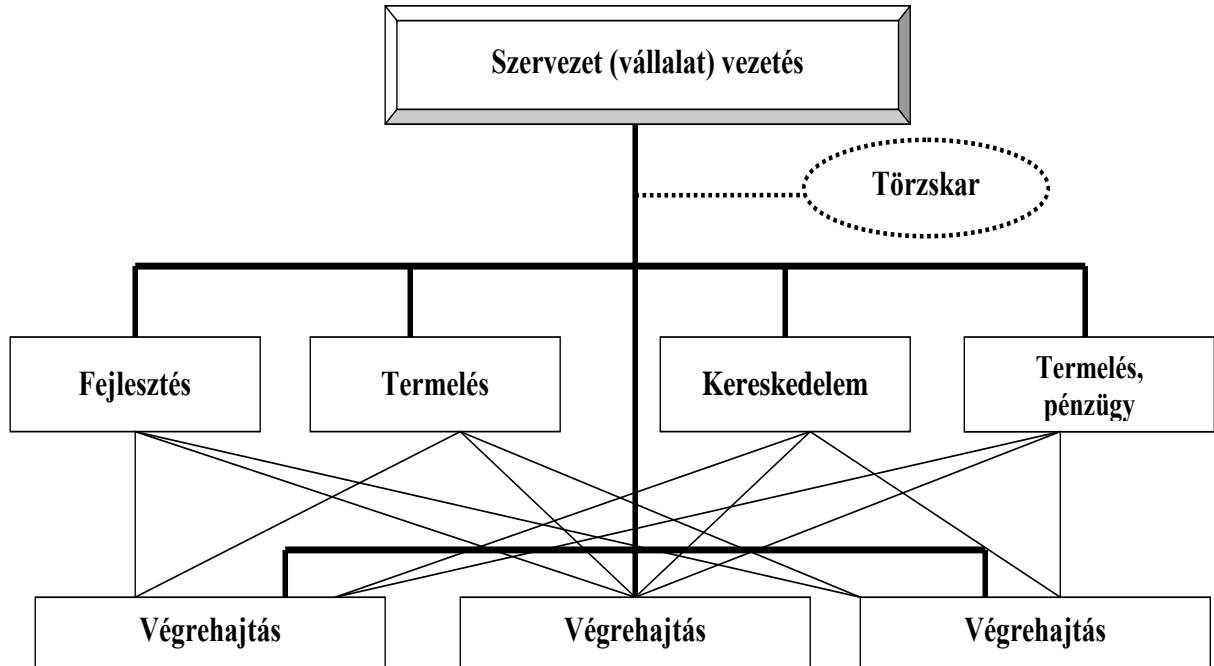 Szervezet (vállalat) vezetés
Törzskar
Fejlesztés
Termelés
Kereskedelem
Termelés,
pénzügy
Végrehajtás
Végrehajtás
Végrehajtás